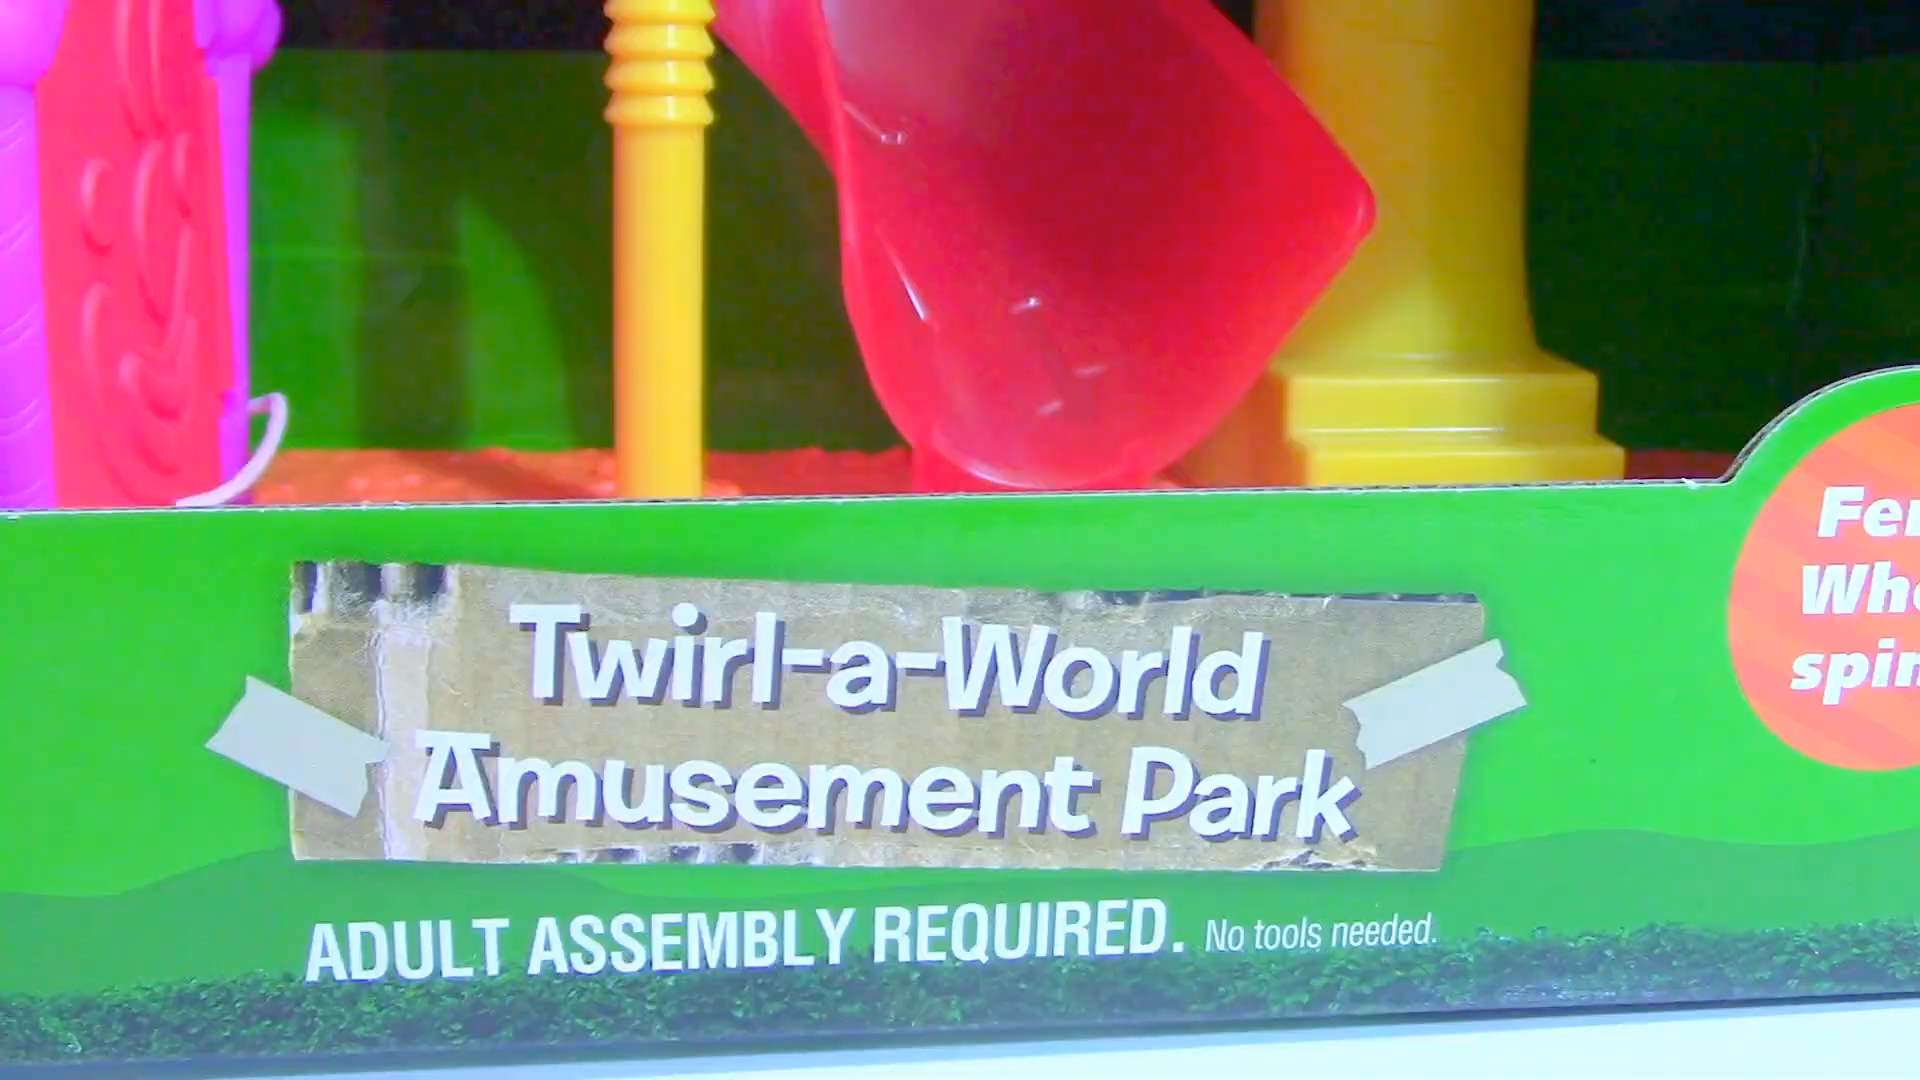 Twirl-a-World
Amusement Park
ADULT ASSEMBLY REQUIRED. No tools needed.